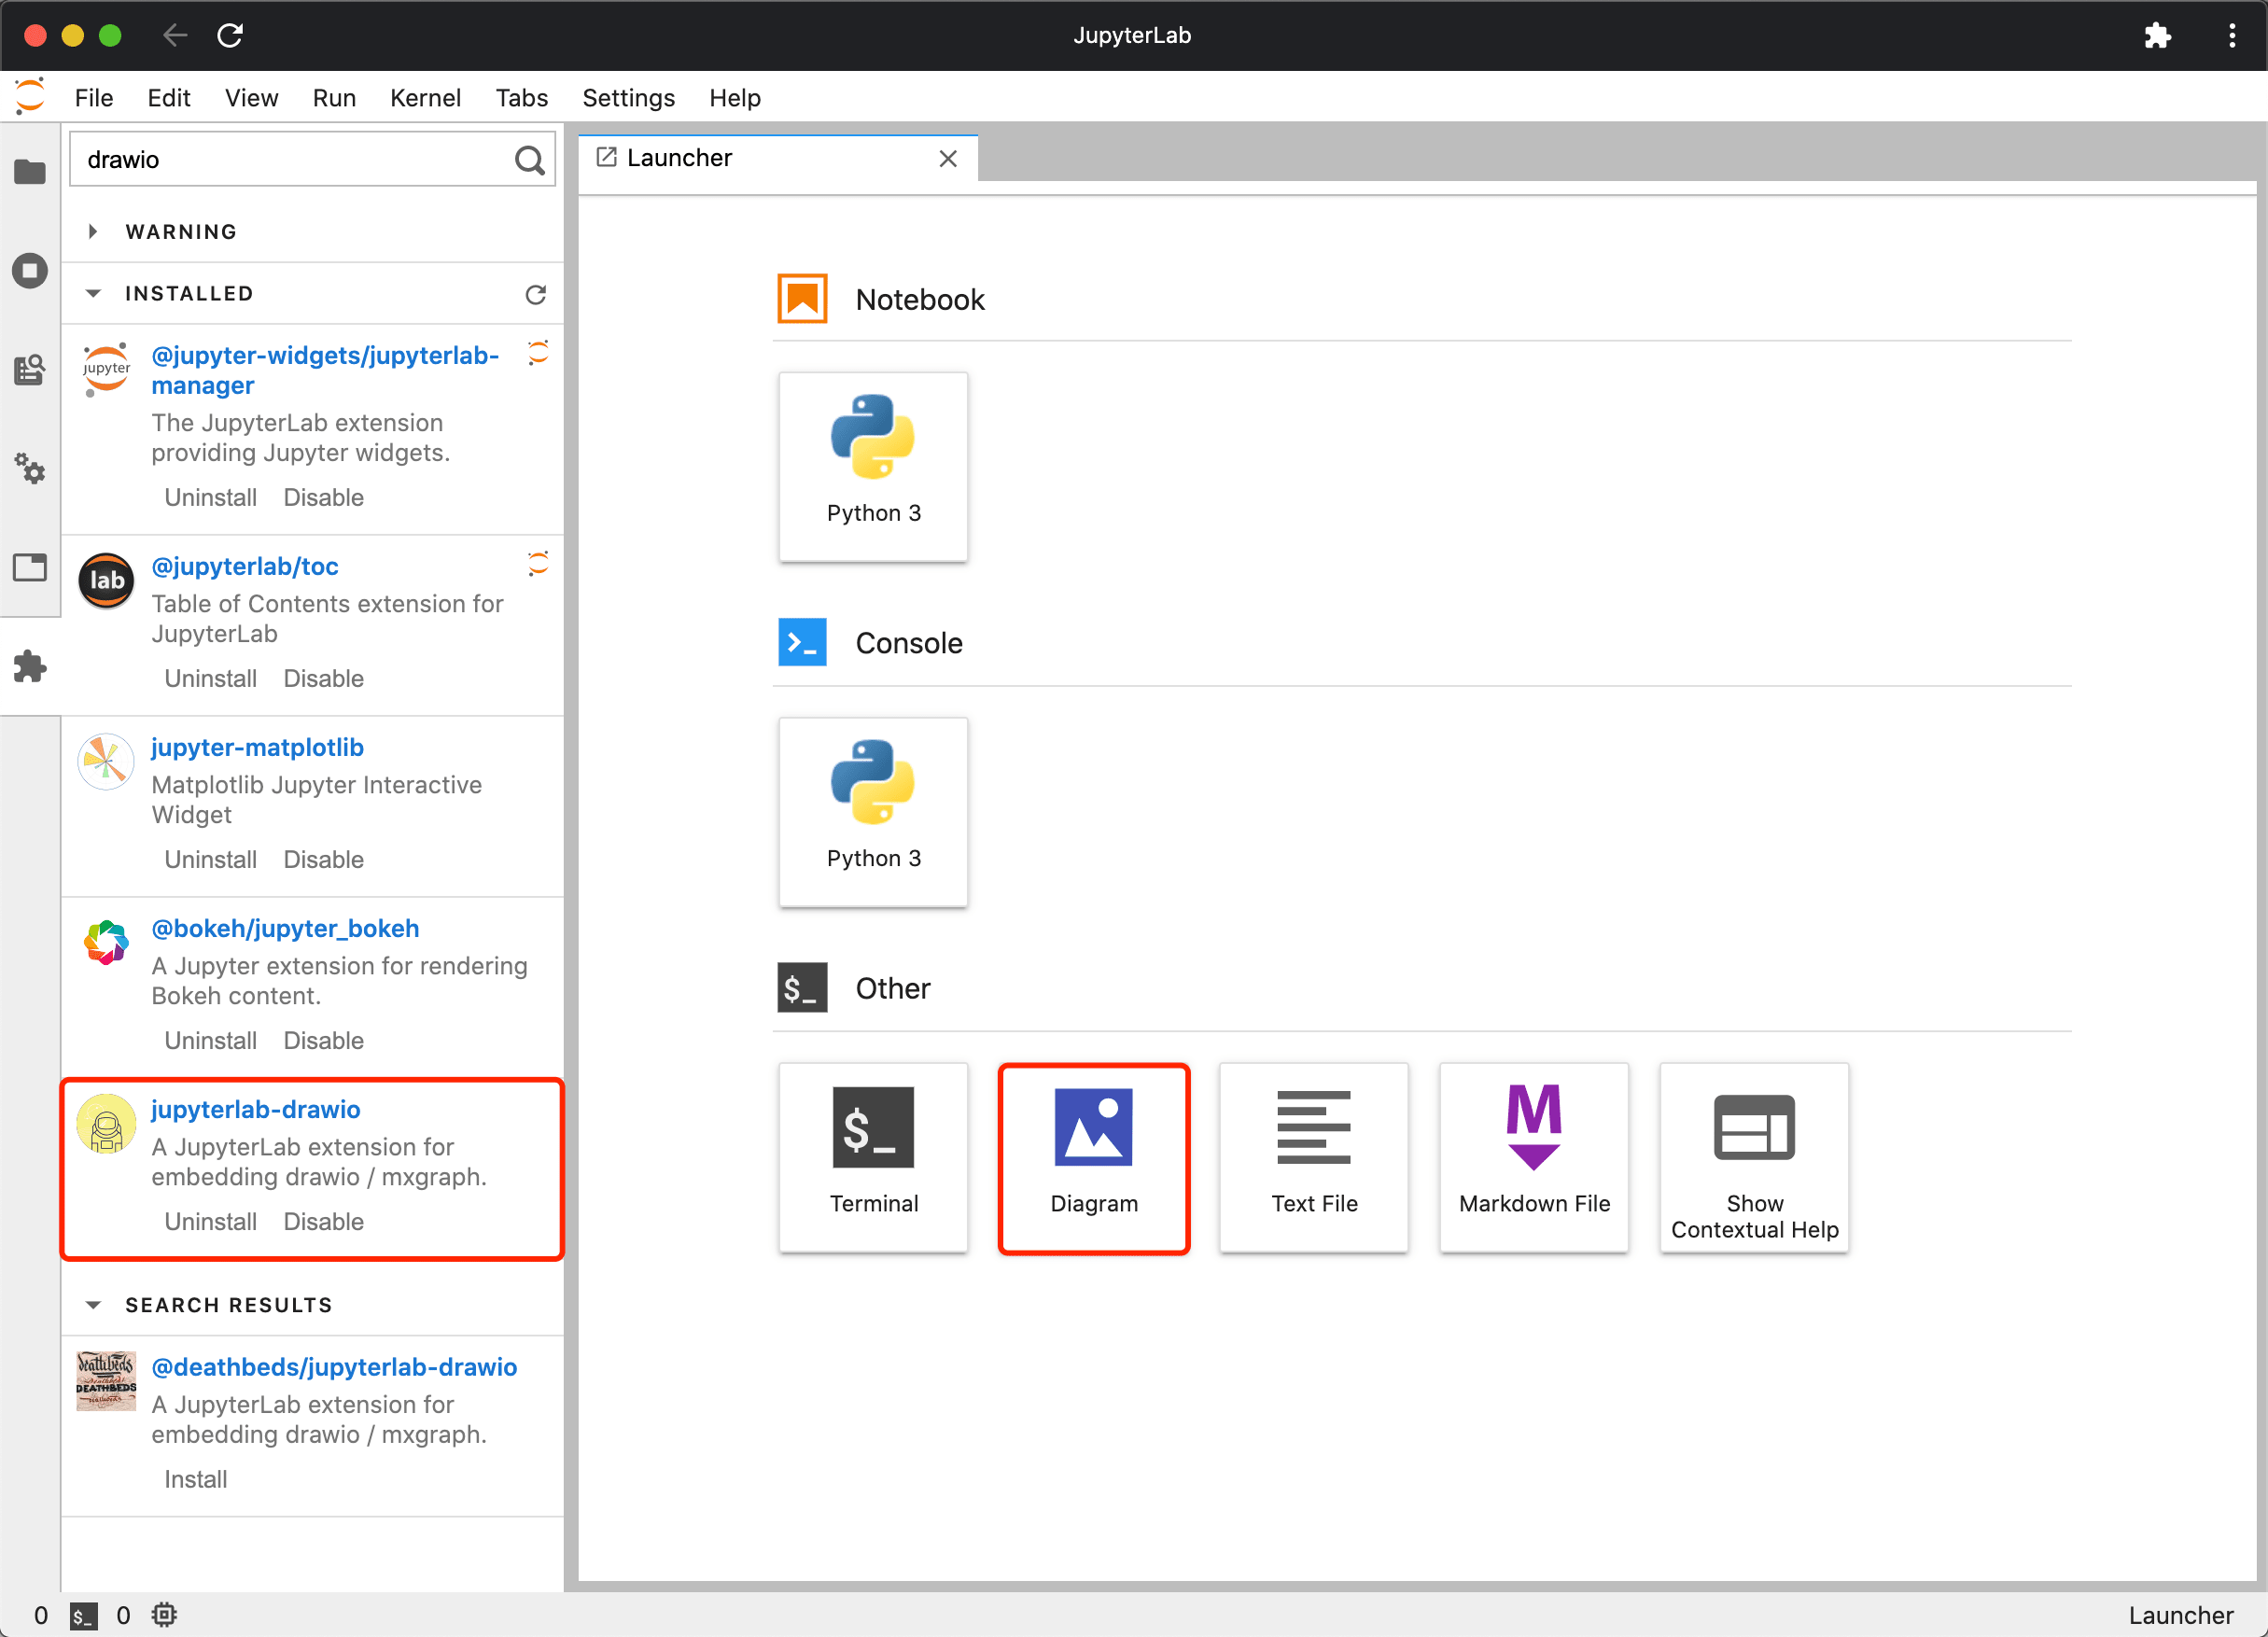 JupyterLab
File Edit View Run Kernel Tabs Settings Help
drawio
WARNING
INSTALLED
jupyter
@jupyter-widgets/jupyterlab-
manager
The JupyterLab extension
providing Jupyter widgets.
Uninstall Disable
lab
@jupyterlab/toc
Table of Contents extension for
JupyterLab
Uninstall Disable
jupyter-matplotlib
Matplotlib Jupyter Interactive
Widget
Uninstall Disable
@bokeh/jupyter_bokeh
A Jupyter extension for rendering
Bokeh content.
Uninstall Disable
jupyterlab-drawio
A JupyterLab extension for
embedding drawio / mxgraph.
Uninstall Disable
SEARCH RESULTS
deathbeds
DEATHBEDS
@deathbeds/jupyterlab-drawio
A JupyterLab extension for
embedding drawio / mxgraph.
Install
Launcher
Notebook
Python 3
Console
Python 3
$_ Other
$_
Terminal
Diagram
Text File
M
Markdown File
Show
Contextual Help
0 $_ 0
Launcher